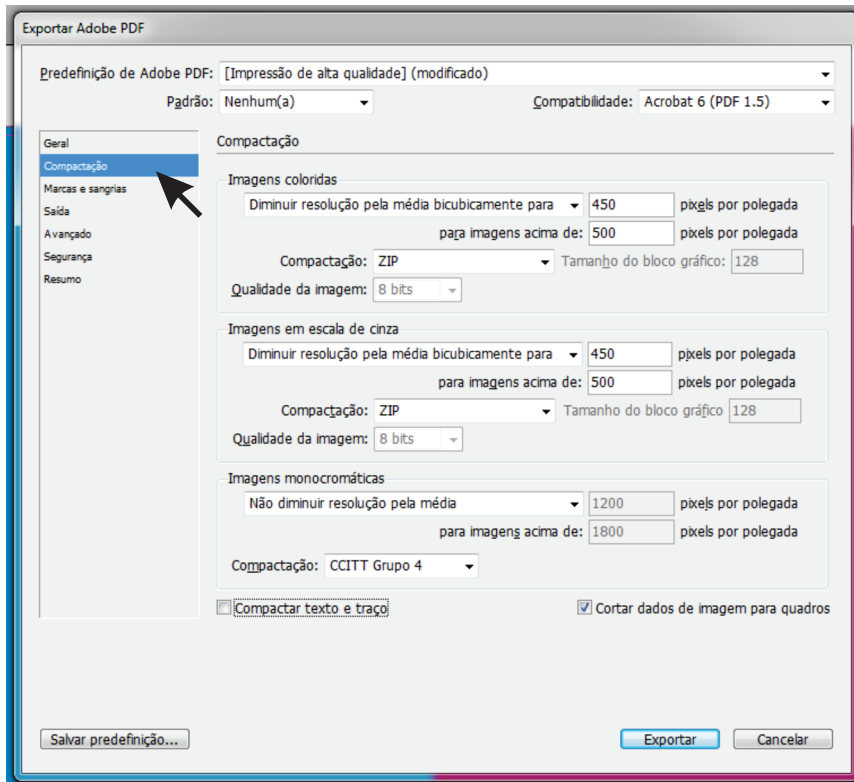 Exportar Adobe PDF
Predefinição de Adobe PDF: [Impressão de alta qualidade] (modificado)
Padrão: Nenhum(a) Compatibilidade: Acrobat 6 (PDF 1.5)
Geral
Compactação
Marcas e sangrias
Saída
Avançado
Segurança
Resumo
Compactação
Imagens coloridas
Diminuir resolução pela média bicubicamente para 450 pixels por polegada
para imagens acima de: 500 pixels por polegada
Compactação: ZIP Tamanho do bloco gráfico: 128
Qualidade da imagem: 8 bits
Imagens em escala de cinza
Diminuir resolução pela média bicubicamente para 450 pixels por polegada
para imagens acima de: 500 pixels por polegada
Compactação: ZIP Tamanho do bloco gráfico 128
Qualidade da imagem: 8 bits
Imagens monocromáticas
Não diminuir resolução pela média 1200 pixels por polegada
para imagens acima de: 1800 pixels por polegada
Compactação: CCITT Grupo 4
Compactar texto e traço Cortar dados de imagem para quadros
Salvar predefinição... Exportar Cancelar